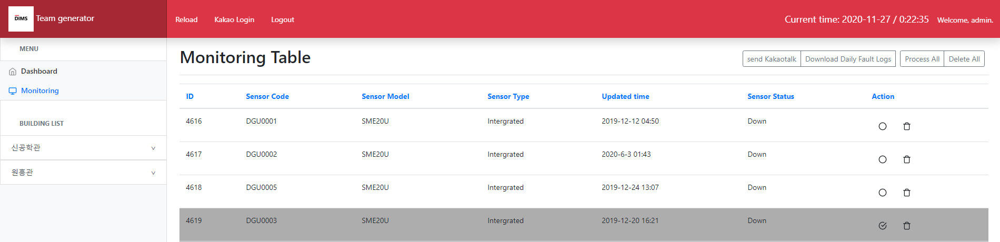 DIMS Team generator Reload Kakao Login Logout Current time: 2020-11-27 / 0:22:35 Welcome, admin.
MENU
Dashboard
Monitoring
BUILDING LIST
신공학관
원흥관
Monitoring Table
send Kakaotalk Download Daily Fault Logs Process All Delete All
ID Sensor Code Sensor Model Sensor Type Updated time Sensor Status Action
4616 DGU0001 SME20U Intergrated 2019-12-12 04:50 Down
4617 DGU0002 SME20U Intergrated 2020-6-3 01:43 Down
4618 DGU0005 SME20U Intergrated 2019-12-24 13:07 Down
4619 DGU0003 SME20U Intergrated 2019-12-20 16:21 Down